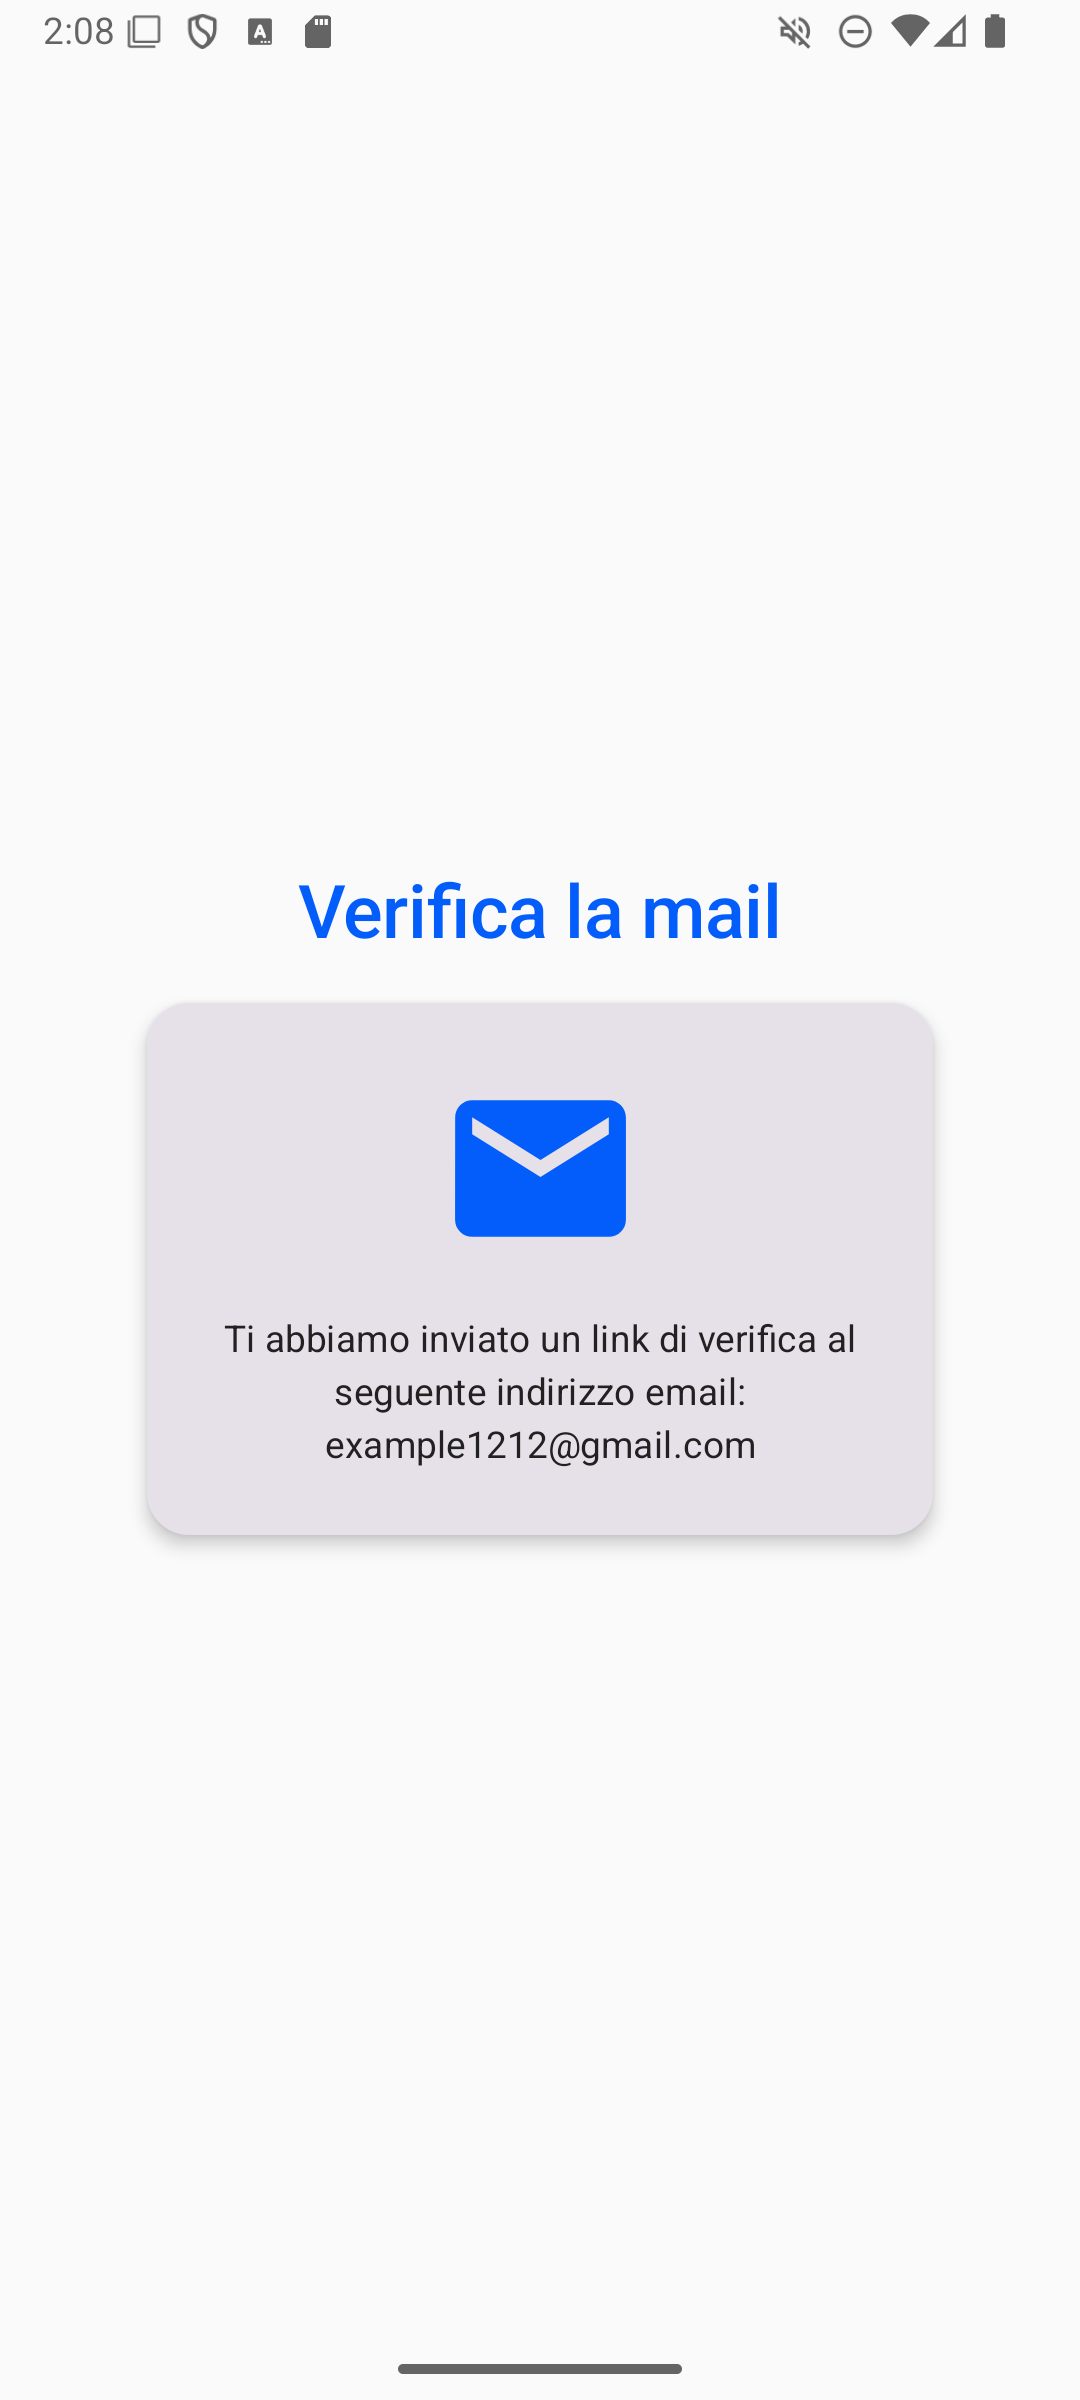 2:08
Verifica la mail
Ti abbiamo inviato un link di verifica al
seguente indirizzo email:
example1212@gmail.com